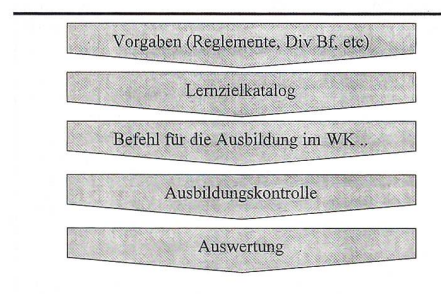 Vorgaben (Reglemente, Div Bf, etc)
Lernzielkatalog
Befehl für die Ausbildung im WK ..
Ausbildungskontrolle
Auswertung